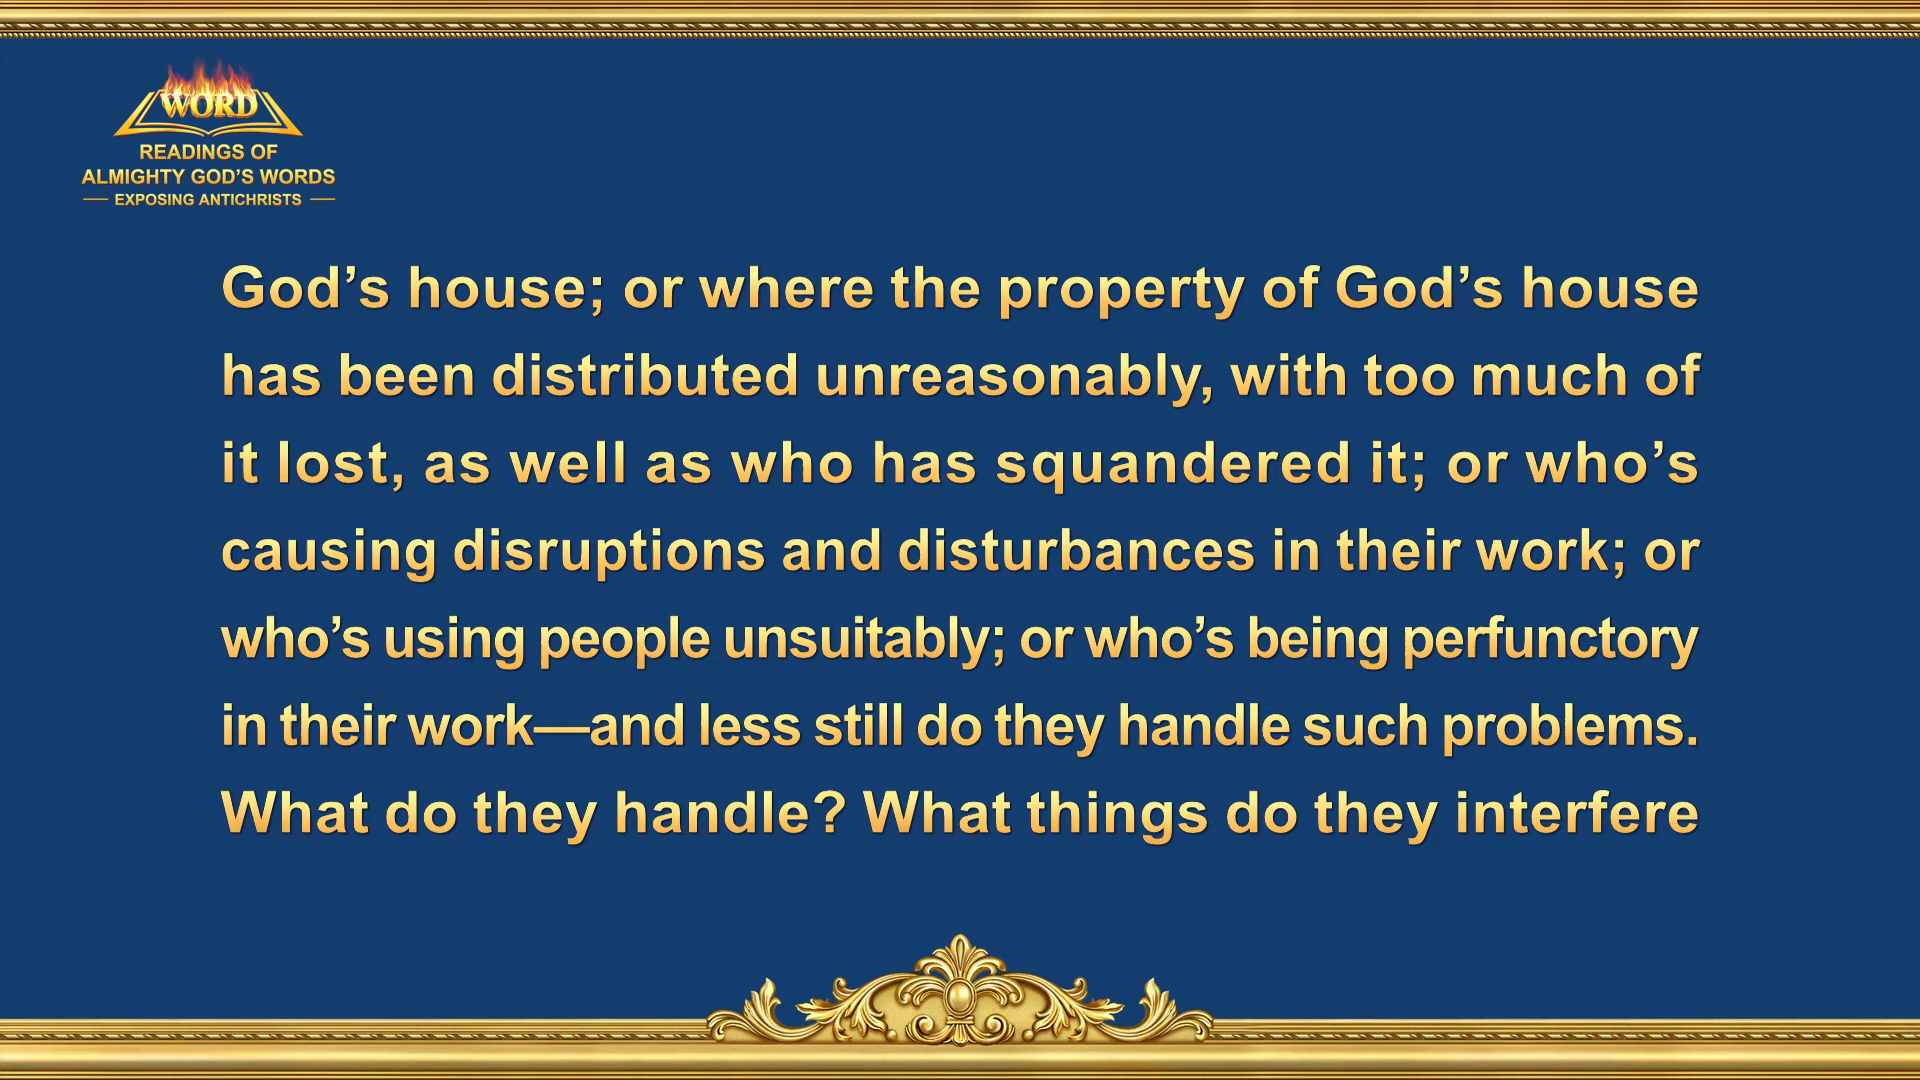 WORD
READINGS OF
ALMIGHTY GOD’S WORDS
EXPOSING ANTICHRISTS
God’s house; or where the property of God’s house
has been distributed unreasonably, with too much of
it lost, as well as who has squandered it; or who’s
causing disruptions and disturbances in their work; or
who’s using people unsuitably; or who’s being perfunctory
in their work—and less still do they handle such problems.
What do they handle? What things do they interfere